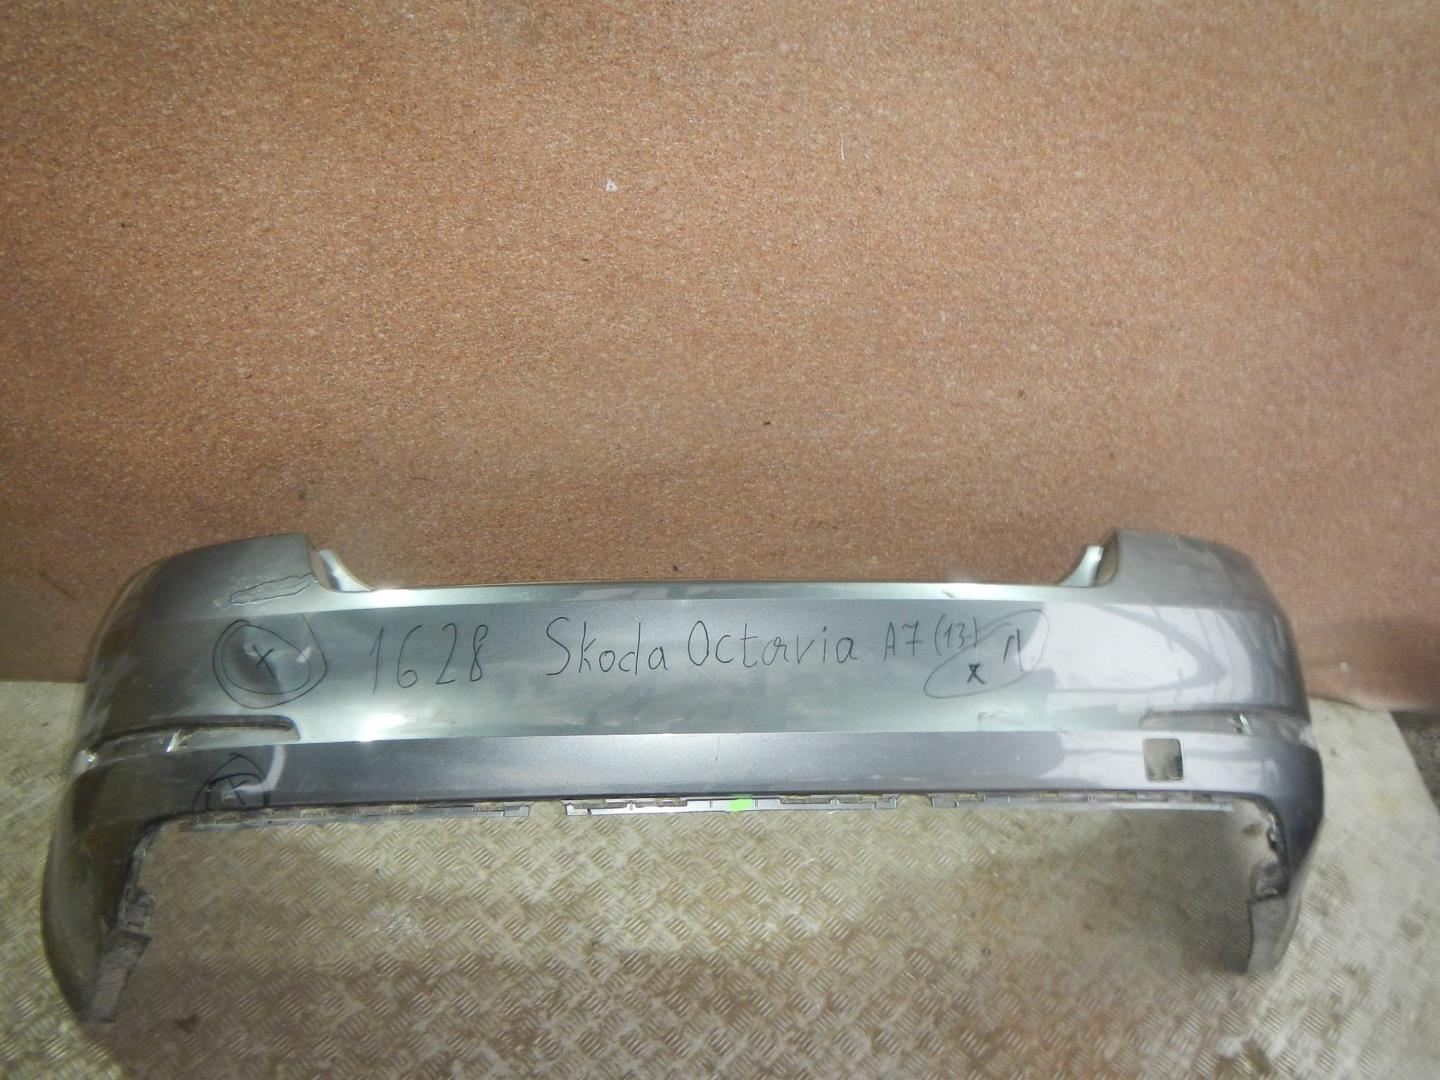 x 1628 Skoda Octavia A7 (13-) л
x
x